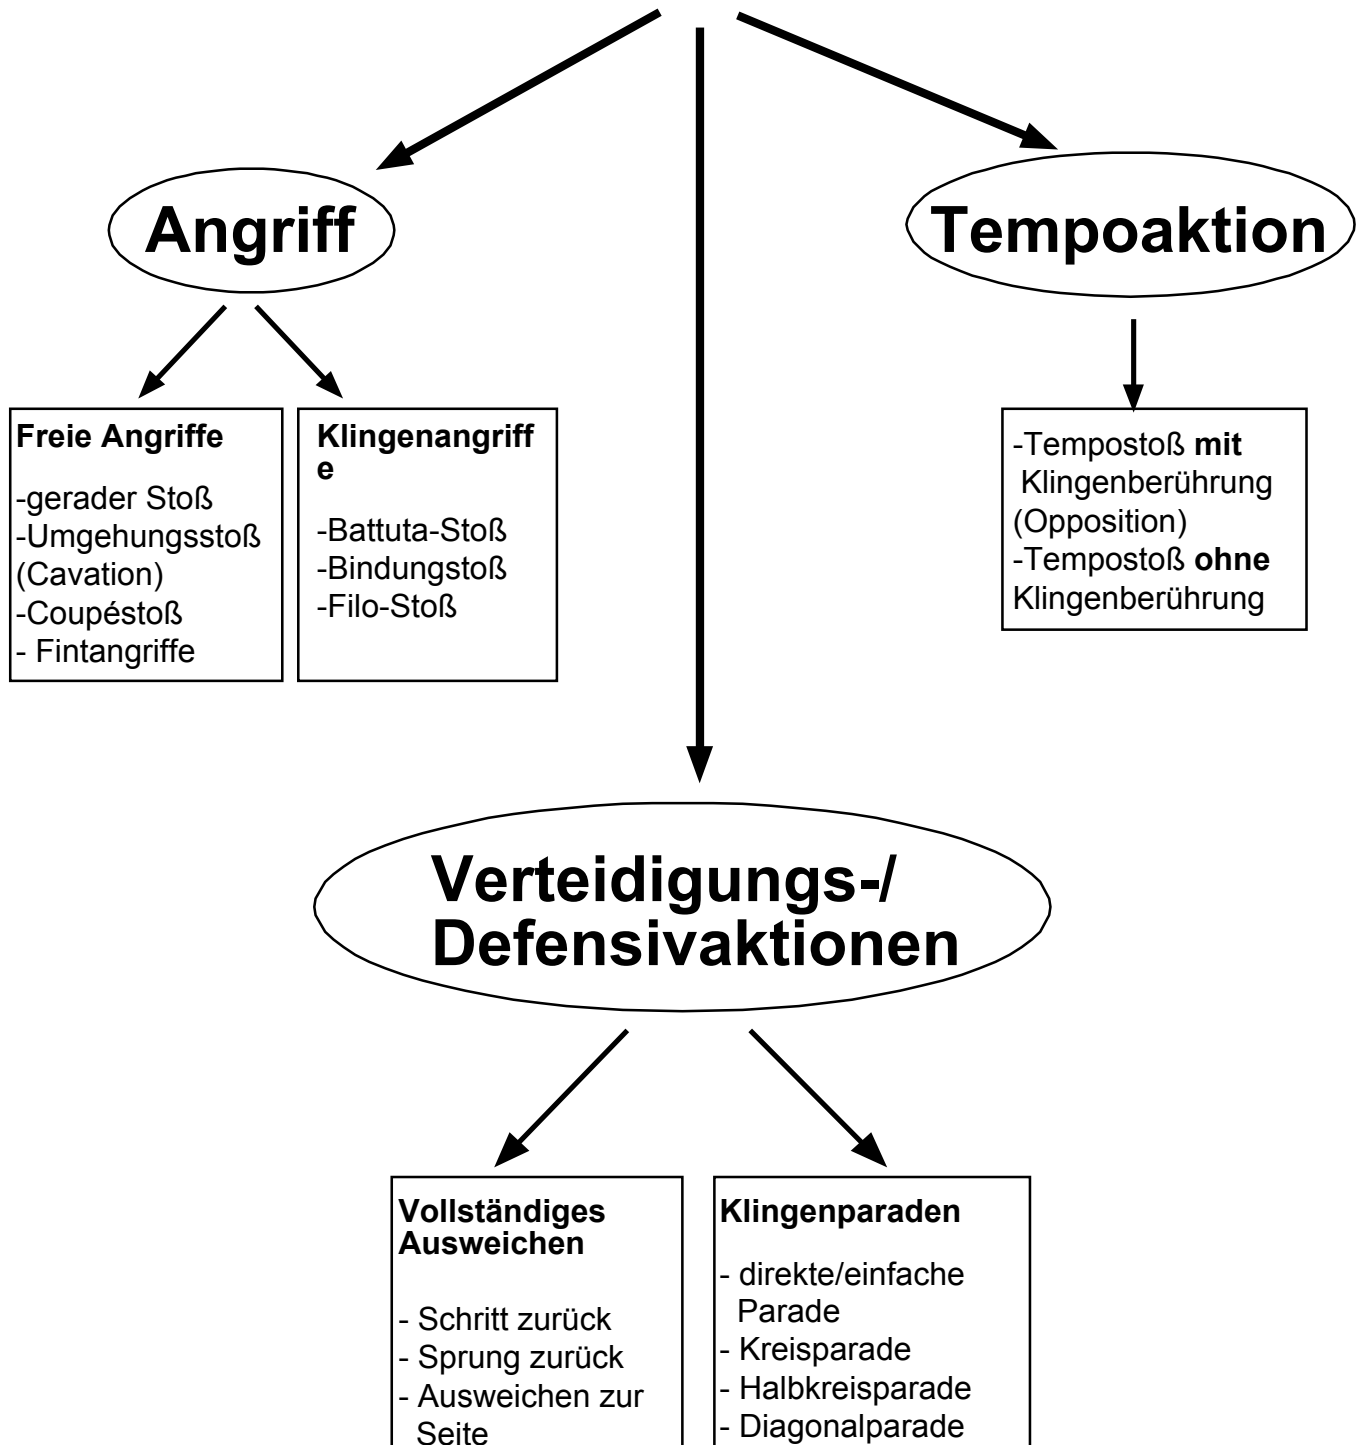 Angriff
Tempoaktion
Freie Angriffe
-gerader Stoß
-Umgehungsstoß
(Cavation)
-Coupéstoß
- Fintangriffe
Klingenangriff
e
-Battuta-Stoß
-Bindungstoß
-Filo-Stoß
-Tempostoß mit
Klingenberührung
(Opposition)
-Tempostoß ohne
Klingenberührung
Verteidigungs-/
Defensivaktionen
Vollständiges
Ausweichen
- Schritt zurück
- Sprung zurück
- Ausweichen zur
Seite
Klingenparaden
- direkte/einfache
Parade
- Kreisparade
- Halbkreisparade
- Diagonalparade